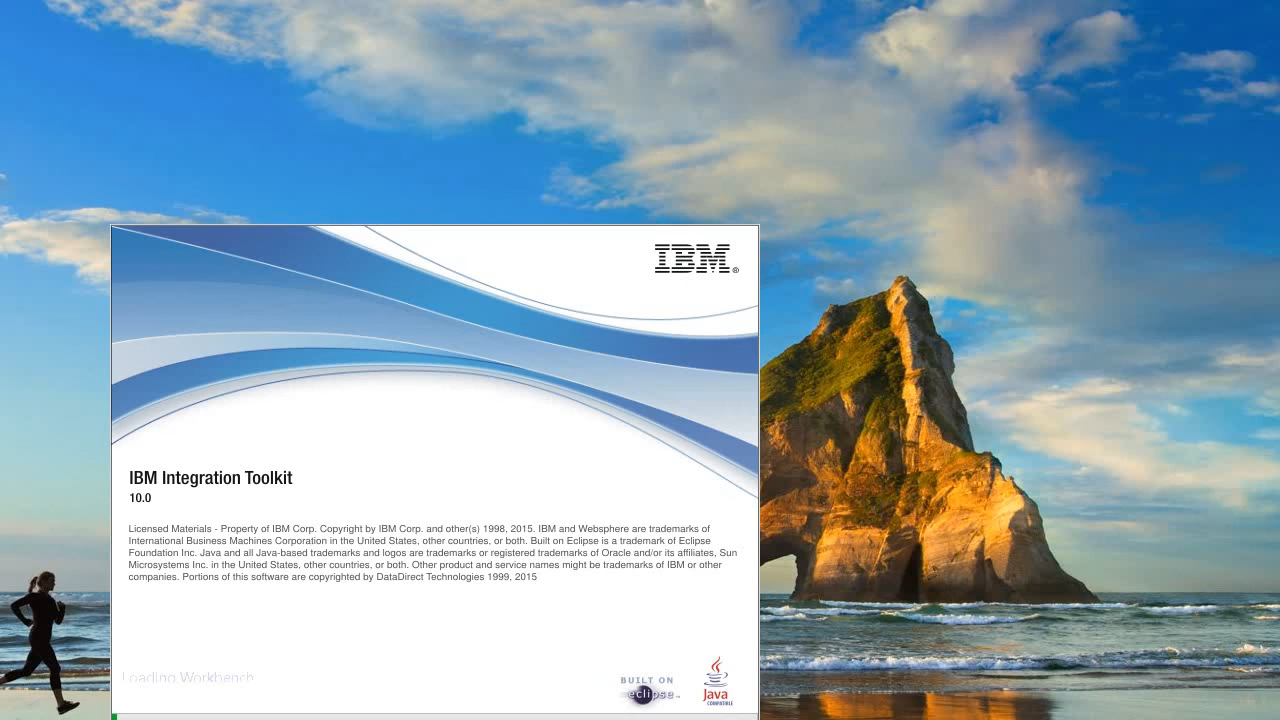 IBM®
IBM Integration Toolkit
10.0
Licensed Materials - Property of IBM Corp. Copyright by IBM Corp. and other(s) 1998, 2015. IBM and Websphere are trademarks of
International Business Machines Corporation in the United States, other countries, or both. Built on Eclipse is a trademark of Eclipse
Foundation Inc. Java and all Java-based trademarks and logos are trademarks or registered trademarks of Oracle and/or its affiliates, Sun
Microsystems Inc. in the United States, other countries, or both. Other product and service names might be trademarks of IBM or other
companies. Portions of this software are copyrighted by DataDirect Technologies 1999, 2015
Loading Workbench
BUILT ON
eclipse™
Java
COMPATIBLE